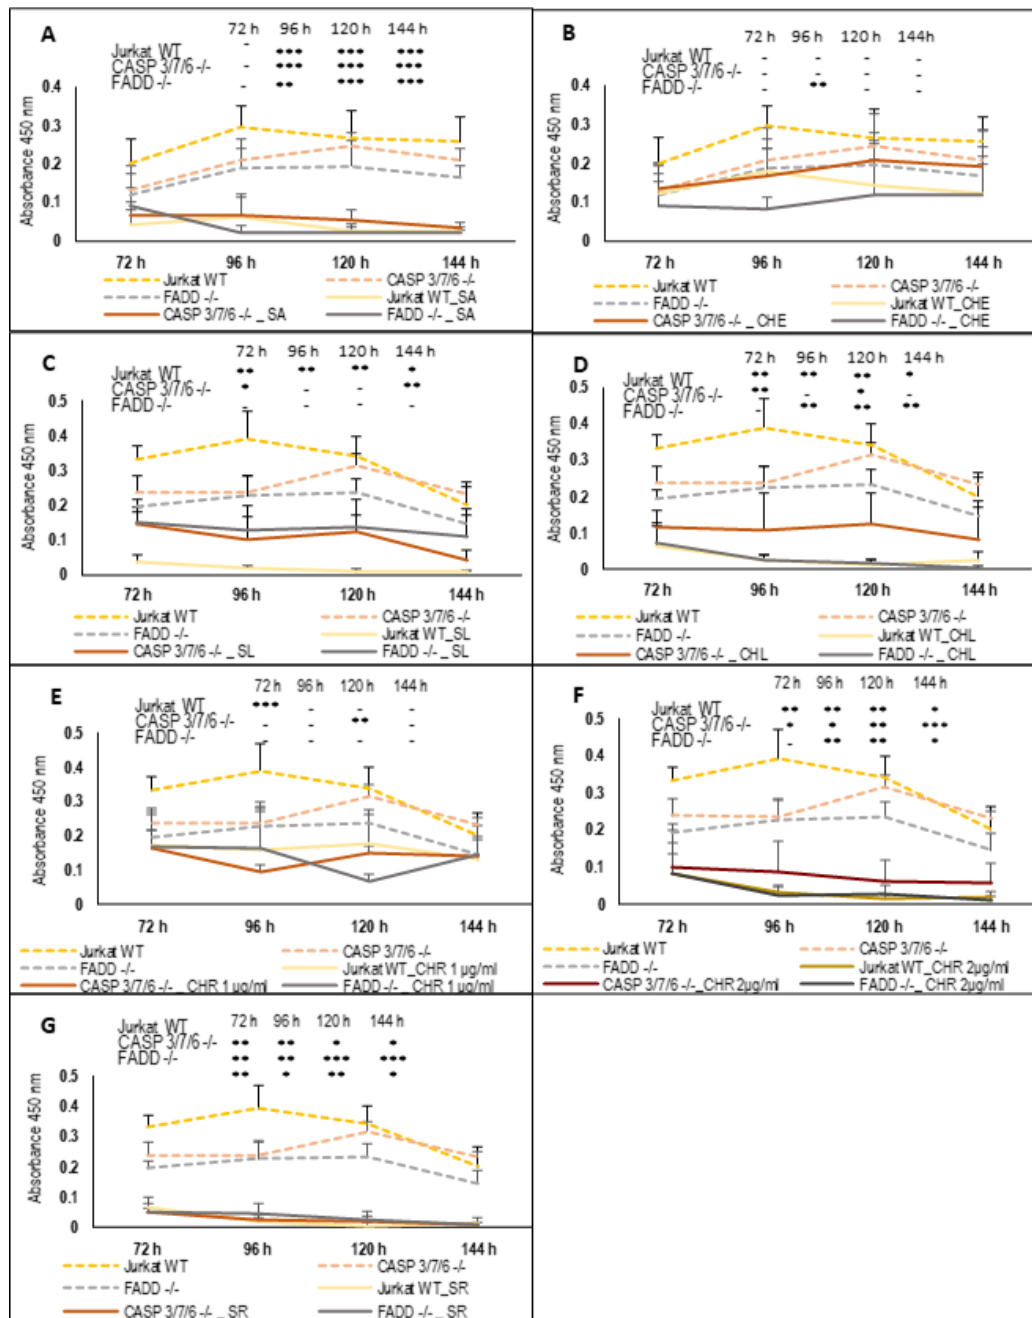 A
72 h 96 h 120 h 144 h
Jurkat WT - *** *** ***
CASP 3/7/6 -/- - *** *** ***
FADD -/- - ** *** ***
Absorbance 450 nm
0.4
0.3
0.2
0.1
0
72 h 96 h 120 h 144 h
Jurkat WT CASP 3/7/6 -/-
FADD -/- Jurkat WT_SA
CASP 3/7/6 -/- _ SA FADD -/- _ SA
B
72 h 96 h 120 h 144h
Jurkat WT - - - -
CASP 3/7/6 -/- - - - -
FADD -/- - ** - -
Absorbance 450 nm
0.4
0.3
0.2
0.1
0
72 h 96 h 120 h 144 h
Jurkat WT CASP 3/7/6 -/-
FADD -/- Jurkat WT_CHE
CASP 3/7/6 -/- _ CHE FADD -/- _ CHE
C
72 h 96 h 120 h 144 h
Jurkat WT ** ** ** *
CASP 3/7/6 -/- * - - **
FADD -/- - - - -
Absorbance 450 nm
0.5
0.4
0.3
0.2
0.1
0
72 h 96 h 120 h 144 h
Jurkat WT CASP 3/7/6 -/-
FADD -/- Jurkat WT_SL
CASP 3/7/6 -/- _ SL FADD -/- _ SL
D
72 h 96 h 120 h 144 h
Jurkat WT ** ** ** *
CASP 3/7/6 -/- ** - * -
FADD -/- - ** ** **
Absorbance 450 nm
0.5
0.4
0.3
0.2
0.1
0
72 h 96 h 120 h 144 h
Jurkat WT CASP 3/7/6 -/-
FADD -/- Jurkat WT_CHL
CASP 3/7/6 -/- _ CHL FADD -/- _ CHL
E
72 h 96 h 120 h 144 h
Jurkat WT *** - - -
CASP 3/7/6 -/- - - ** -
FADD -/- - - - -
Absorbance 450 nm
0.5
0.4
0.3
0.2
0.1
0
72 h 96 h 120 h 144 h
Jurkat WT CASP 3/7/6 -/-
FADD -/- Jurkat WT_CHR 1 µg/ml
CASP 3/7/6 -/- _ CHR 1 µg/ml FADD -/- _ CHR 1 µg/ml
F
72 h 96 h 120 h 144 h
Jurkat WT ** ** ** *
CASP 3/7/6 -/- * * ** ***
FADD -/- - ** ** *
Absorbance 450 nm
0.5
0.4
0.3
0.2
0.1
0
72 h 96 h 120 h 144 h
Jurkat WT CASP 3/7/6 -/-
FADD -/- Jurkat WT_CHR 2µg/ml
CASP 3/7/6 -/-_CHR 2µg/ml FADD -/-_CHR 2µg/ml
G
72 h 96 h 120 h 144 h
Jurkat WT
CASP 3/7/6 -/- ** ** * *
FADD -/- ** ** *** ***
** * ** *
Absorbance 450 nm
0.5
0.4
0.3
0.2
0.1
0
72 h 96 h 120 h 144 h
Jurkat WT CASP 3/7/6 -/-
FADD -/- Jurkat WT_SR
CASP 3/7/6 -/- _ SR FADD -/- _ SR